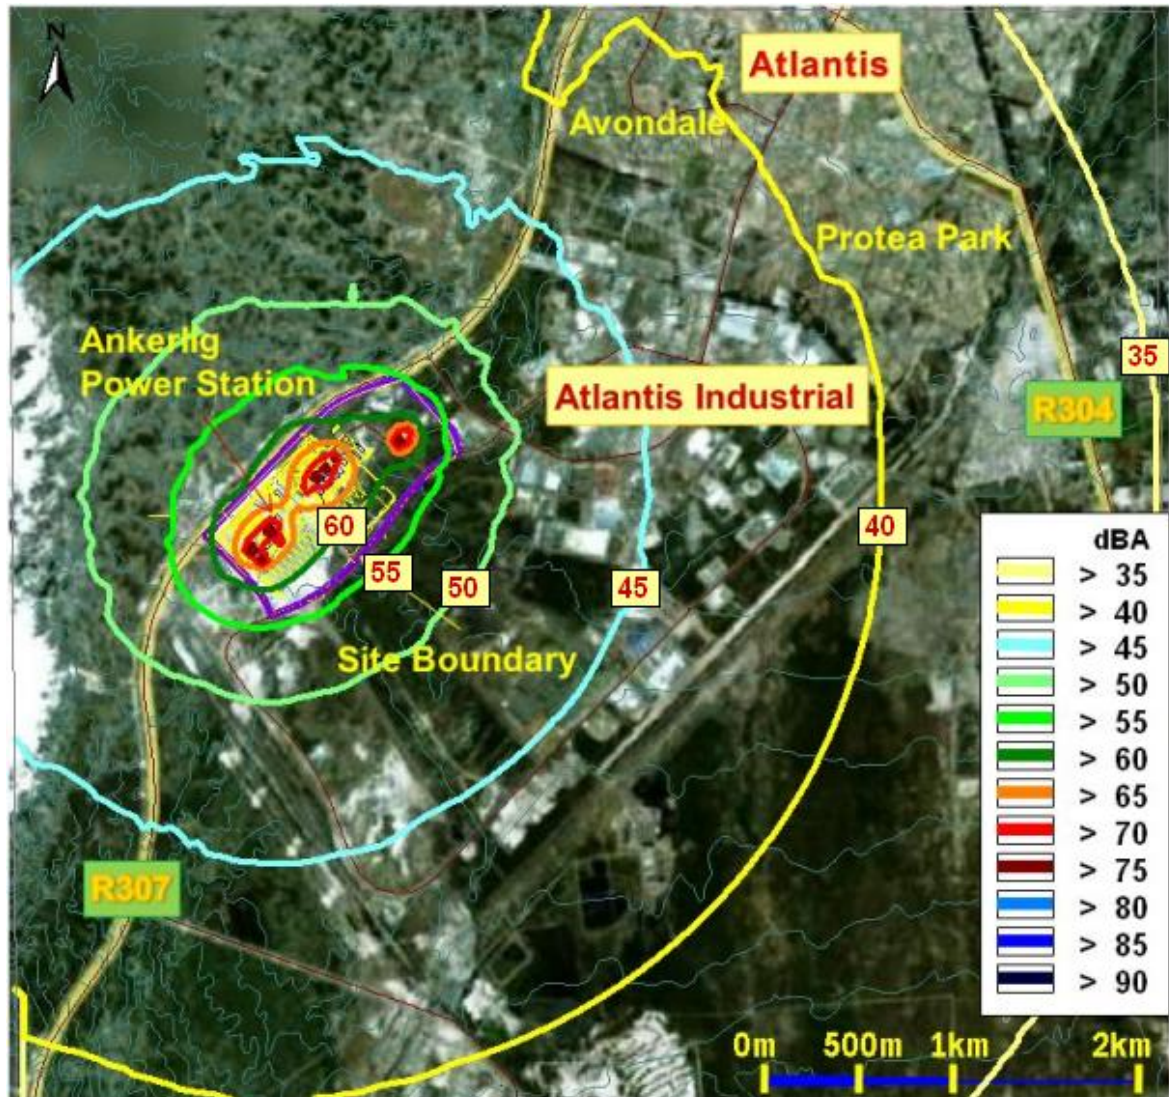 N
Atlantis
Avondale
Protea Park
Ankerlig
Power Station
35
Atlantis Industrial
R304
60
40
55
50
45
Site Boundary
dBA
> 35
> 40
> 45
> 50
> 55
> 60
> 65
> 70
> 75
> 80
> 85
> 90
R307
0m 500m 1km 2km